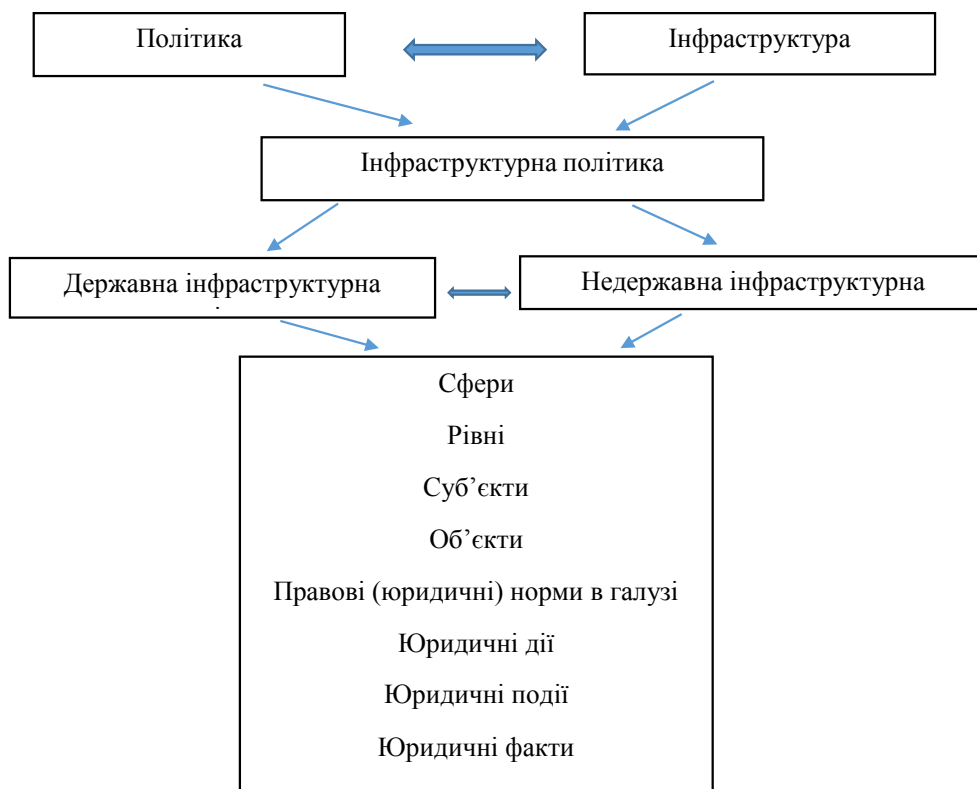 Політика
Інфраструктура
Інфраструктурна політика
Державна інфраструктурна
Недержавна інфраструктурна
Сфери
Рівні
Суб’єкти
Об’єкти
Правові (юридичні) норми в галузі
Юридичні дії
Юридичні події
Юридичні факти